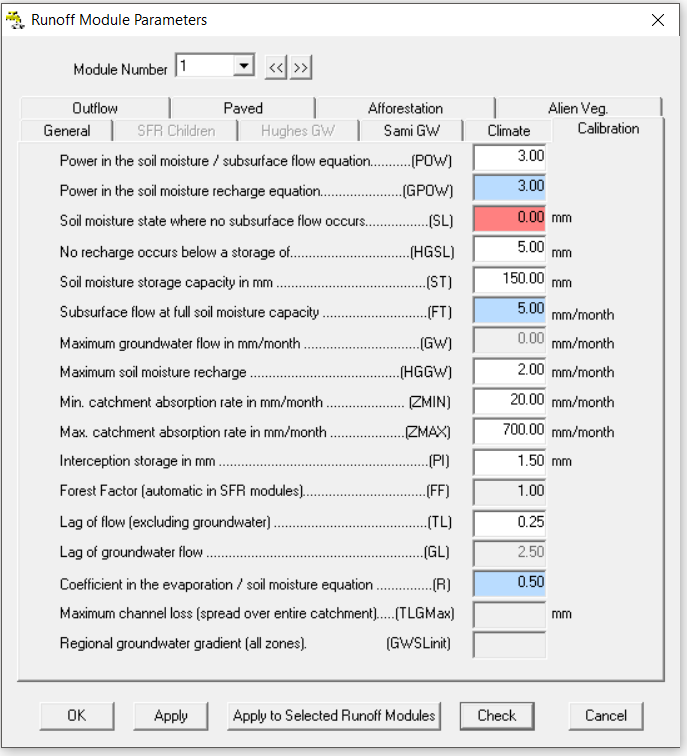 Runoff Module Parameters
Module Number 1 << >>
Outflow Paved Afforestation Alien Veg.
General SFR Children Hughes GW Sami GW Climate Calibration
Power in the soil moisture / subsurface flow equation..........(POW) 3.00
Power in the soil moisture recharge equation....................(GPOW) 3.00
Soil moisture state where no subsurface flow occurs................(SL) 0.00 mm
No recharge occurs below a storage of..............................(HGSL) 5.00 mm
Soil moisture storage capacity in mm ......................................(ST) 150.00 mm
Subsurface flow at full soil moisture capacity ...........................(FT) 5.00 mm/month
Maximum groundwater flow in mm/month ..............................(GW) 0.00 mm/month
Maximum soil moisture recharge ......................................(HGGW) 2.00 mm/month
Min. catchment absorption rate in mm/month .................... (ZMIN) 20.00 mm/month
Max. catchment absorption rate in mm/month ...................(ZMAX) 700.00 mm/month
Interception storage in mm .....................................................(PI) 1.50 mm
Forest Factor (automatic in SFR modules)...............................(FF) 1.00
Lag of flow (excluding groundwater) .......................................(TL) 0.25
Lag of groundwater flow .......................................................(GL) 2.50
Coefficient in the evaporation / soil moisture equation ..............(R) 0.50
Maximum channel loss (spread over entire catchment).....(TLGMax) mm
Regional groundwater gradient (all zones). (GWSLinit)
OK Apply Apply to Selected Runoff Modules Check Cancel